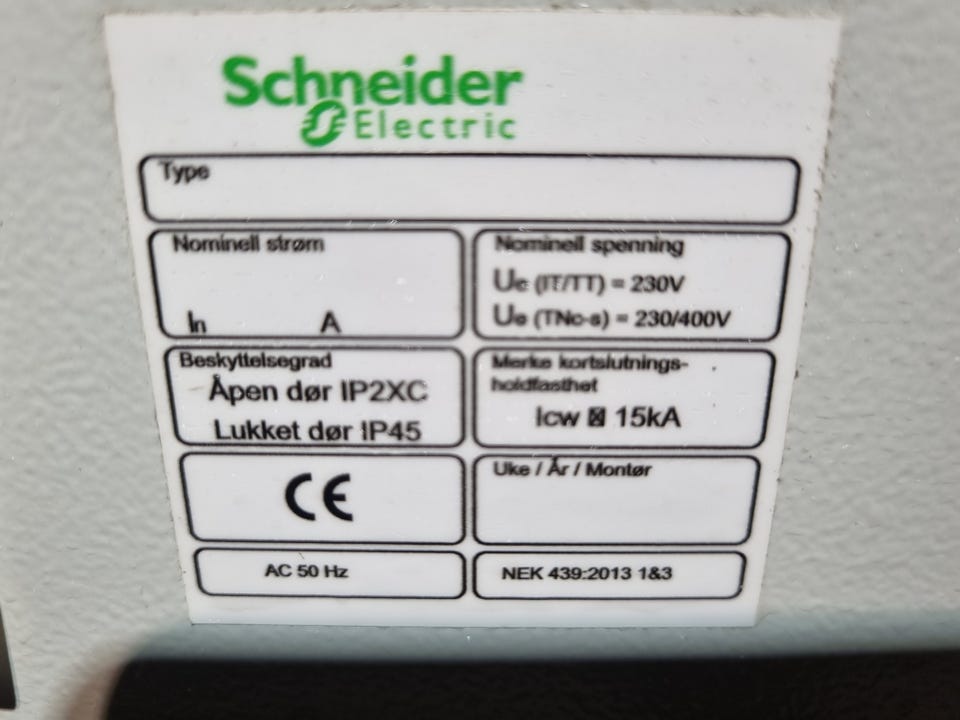 Schneider
Electric
Type
Nominell strøm
In A
Nominell spenning
Ue (IT/TT) = 230V
Ue (TNc-s) = 230/400V
Beskyttelsegrad
Åpen dør IP2XC
Lukket dør IP45
Merke kortslutnings-
holdfasthet
Icw ☒ 15kA
CE
Uke / År / Montør
AC 50 Hz
NEK 439:2013 1&3